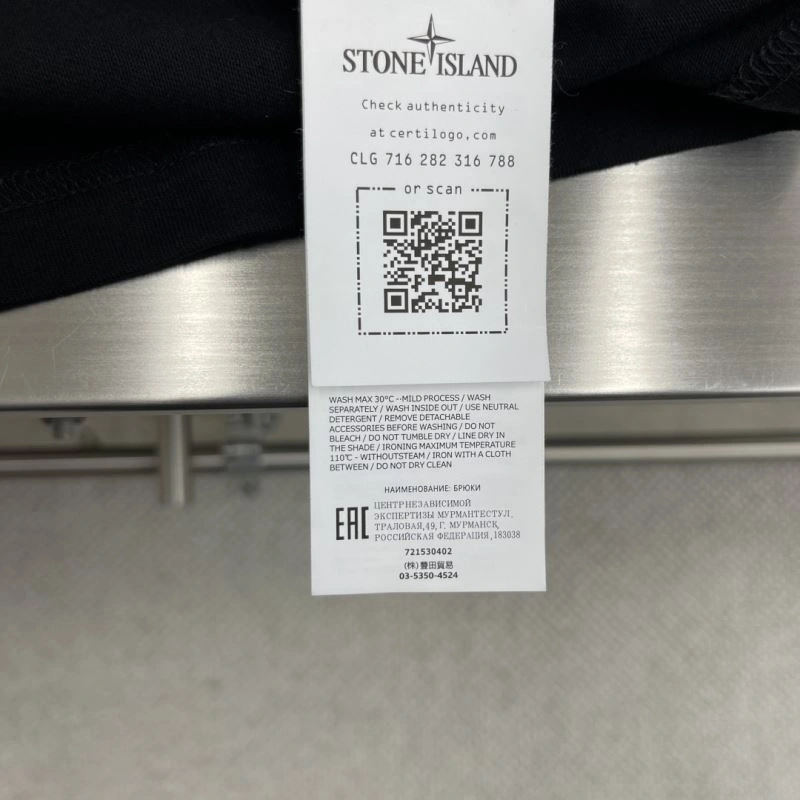 STONE ISLAND
Check authenticity
at certilogo.com
CLG 716 282 316 788
or scan
WASH MAX 30°C --MILD PROCESS / WASH
SEPARATELY / WASH INSIDE OUT / USE NEUTRAL
DETERGENT / REMOVE DETACHABLE
ACCESSORIES BEFORE WASHING / DO NOT
BLEACH / DO NOT TUMBLE DRY / LINE DRY IN
THE SHADE / IRONING MAXIMUM TEMPERATURE
110℃ - WITHOUTSTEAM / IRON WITH A CLOTH
BETWEEN / DO NOT DRY CLEAN
НАИМЕНОВАНИЕ: БРЮКИ
EAC
ЦЕНТРНЕЗАВИСИМОЙ
ЭКСПЕРТИЗЫ МУРМАНТЕСТУЛ.
ТРАЛОВАЯ,49, Г. МУРМАНСК,
РОССИЙСКАЯ ФЕДЕРАЦИЯ,183038
721530402
(株)豊田貿易
03-5350-4524